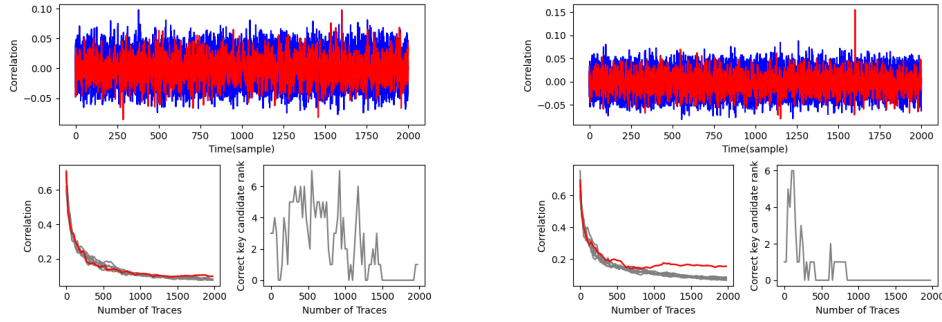 0.10
0.05
0.00
−0.05
Correlation
0 250 500 750 1000 1250 1500 1750 2000
Time(sample)
0.6
0.4
0.2
Correlation
0 500 1000 1500 2000
Number of Traces
6
4
2
0
Correct key candidate rank
0 500 1000 1500 2000
Number of Traces
0.15
0.10
0.05
0.00
−0.05
Correlation
0 250 500 750 1000 1250 1500 1750 2000
Time(sample)
0.6
0.4
0.2
Correlation
0 500 1000 1500 2000
Number of Traces
6
4
2
0
Correct key candidate rank
0 500 1000 1500 2000
Number of Traces